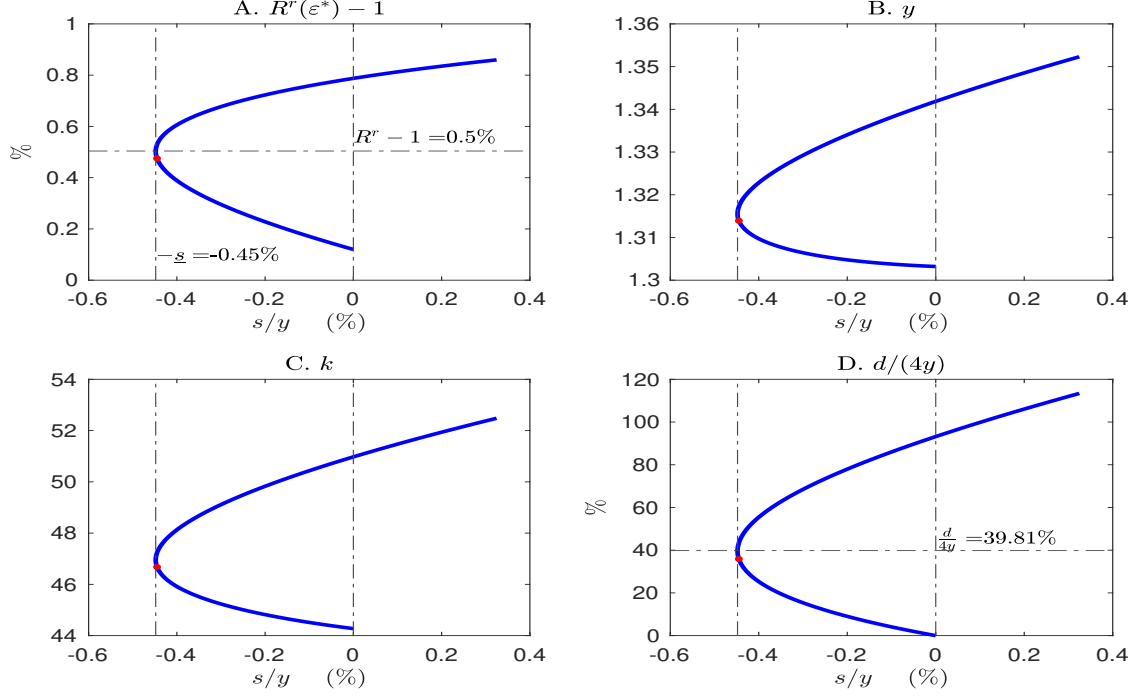 A. $R^r(\varepsilon^*) - 1$
1
0.8
0.6
0.4
0.2
0
%
$R^r - 1 = 0.5\%$
$-\underline{s} = -0.45\%$
-0.6 -0.4 -0.2 0 0.2 0.4
$s/y$ (%)
B. $y$
1.36
1.35
1.34
1.33
1.32
1.31
1.3
-0.6 -0.4 -0.2 0 0.2 0.4
$s/y$ (%)
C. $k$
54
52
50
48
46
44
-0.6 -0.4 -0.2 0 0.2 0.4
$s/y$ (%)
D. $d/(4y)$
120
100
80
60
40
20
0
%
$\frac{d}{4y} = 39.81\%$
-0.6 -0.4 -0.2 0 0.2 0.4
$s/y$ (%)